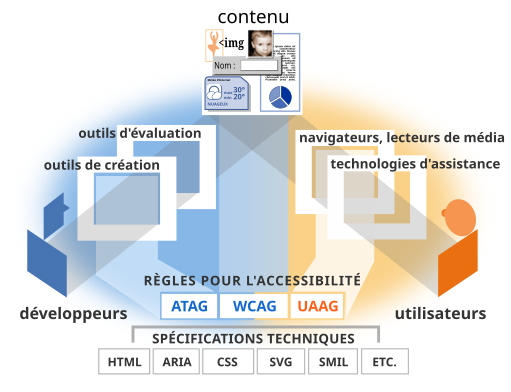 contenu
<img
Nom :
30°
20°
NUAGEUX
outils d'évaluation
navigateurs, lecteurs de média
outils de création
technologies d'assistance
développeurs
utilisateurs
RÈGLES POUR L'ACCESSIBILITÉ
ATAG WCAG UAAG
SPÉCIFICATIONS TECHNIQUES
HTML ARIA CSS SVG SMIL ETC.